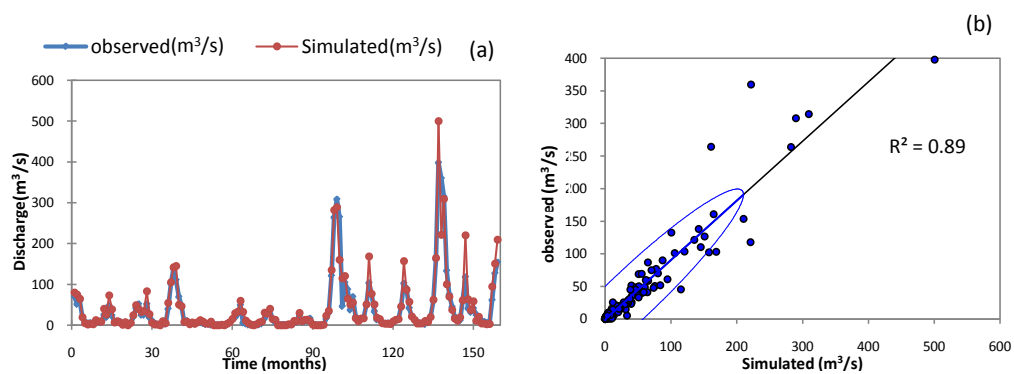 observed(m³/s) Simulated(m³/s) (a)
600
500
400
300
200
100
0
Discharge(m³/s)
0 30 60 90 120 150
Time (months)
(b)
400
350
300
250
200
150
100
50
0
observed (m³/s)
R² = 0.89
0 100 200 300 400 500 600
Simulated (m³/s)